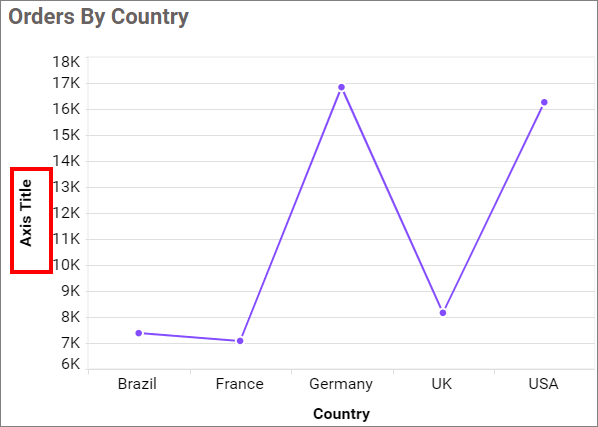 Orders By Country
18K
17K
16K
15K
14K
13K
12K
11K
10K
9K
8K
7K
6K
Axis Title
Brazil France Germany UK USA
Country